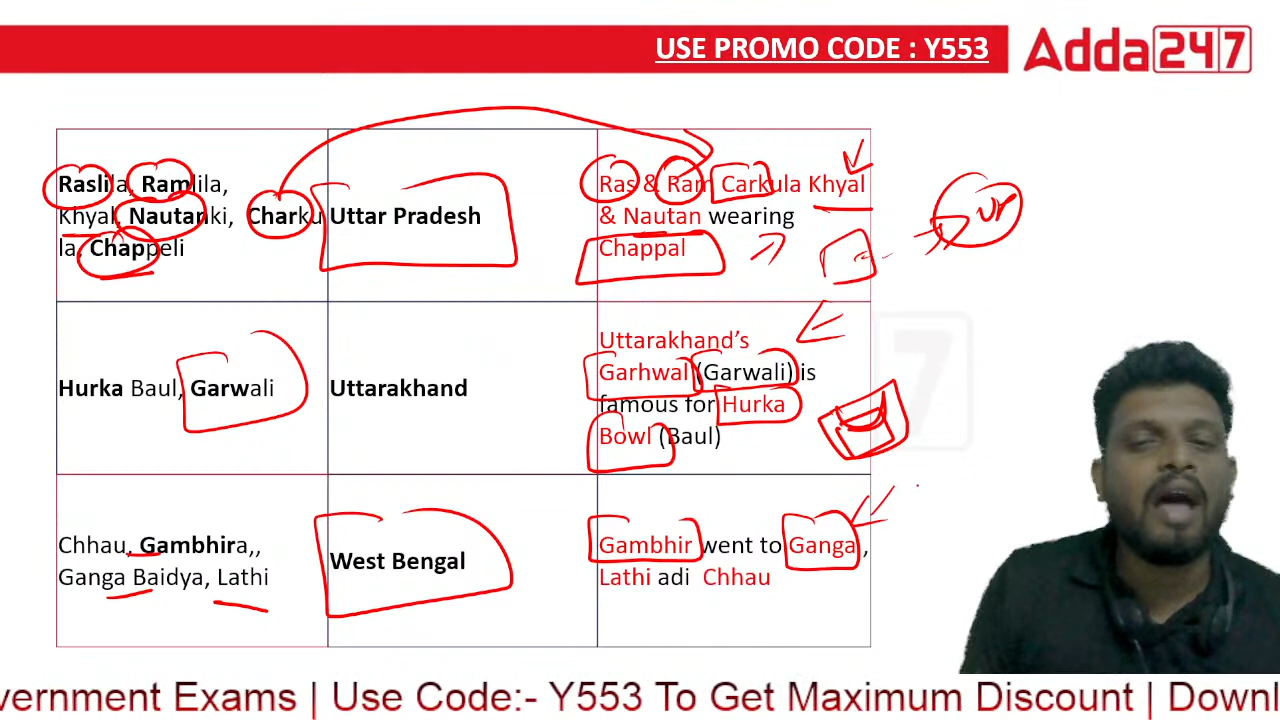 USE PROMO CODE : Y553
Adda247
Raslila, Ramlila,
Khyal, Nautanki, Charku
la, Chappeli
Uttar Pradesh
Ras & Ram Carkula Khyal
& Nautan wearing
Chappal
UP
Hurka Baul, Garwali
Uttarakhand
Uttarakhand's
Garhwal (Garwali) is
famous for Hurka
Bowl (Baul)
7
Chhau, Gambhira,,
Ganga Baidya, Lathi
West Bengal
Gambhir went to Ganga ,
Lathi adi Chhau
vernment Exams | Use Code:- Y553 To Get Maximum Discount | Downl